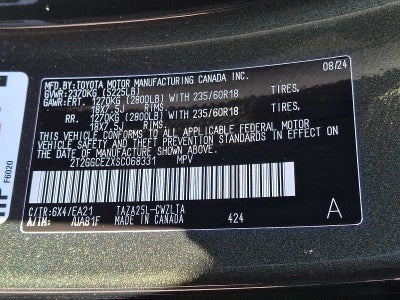 MFD.BY:TOYOTA MOTOR MANUFACTURING CANADA INC. 08/24
GVWR:2370KG (5225LB)
GAWR:FRT. 1270KG (2800LB) WITH 235/60R18 TIRES,
18X7.5J RIMS,
RR. 1270KG (2800LB) WITH 235/60R18 TIRES,
18X7.5J RIMS,
THIS VEHICLE CONFORMS TO ALL APPLICABLE FEDERAL MOTOR
VEHICLE SAFETY AND THEFT PREVENTION STANDARDS IN EFFECT
ON THE DATE OF MANUFACTURE SHOWN ABOVE.
2T2GGCEZXSC068331 MPV
C/TR:6X4/EA21 TAZA25L-CWZLTA
A/TM: /UAB1F MADE IN CANADA 424 A
F6020